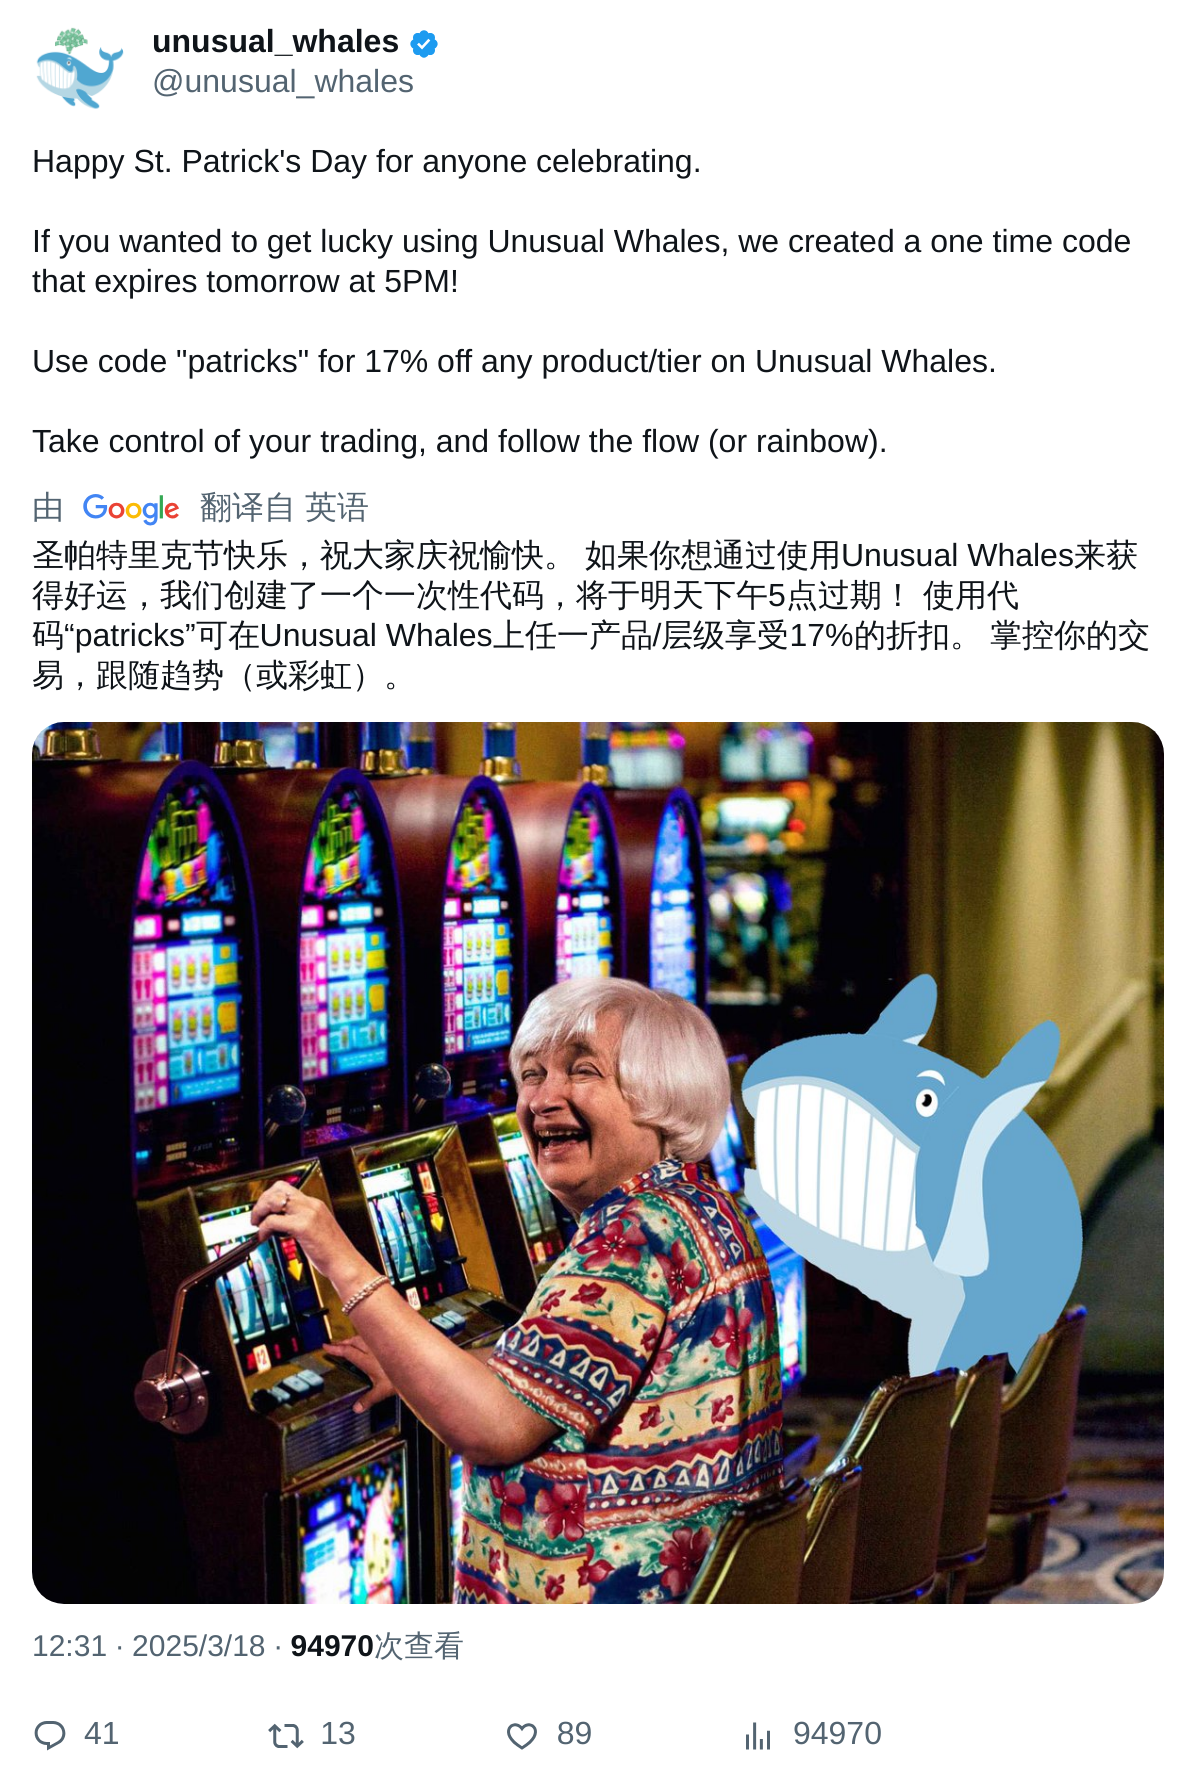 unusual_whales
@unusual_whales
Happy St. Patrick's Day for anyone celebrating.
If you wanted to get lucky using Unusual Whales, we created a one time code
that expires tomorrow at 5PM!
Use code "patricks" for 17% off any product/tier on Unusual Whales.
Take control of your trading, and follow the flow (or rainbow).
由 Google 翻译自 英语
圣帕特里克节快乐，祝大家庆祝愉快。 如果你想通过使用Unusual Whales来获
得好运，我们创建了一个一次性代码，将于明天下午5点过期！ 使用代
码“patricks”可在Unusual Whales上任一产品/层级享受17%的折扣。 掌控你的交
易，跟随趋势（或彩虹）。
12:31 · 2025/3/18 · 94970次查看
41 13 89 94970